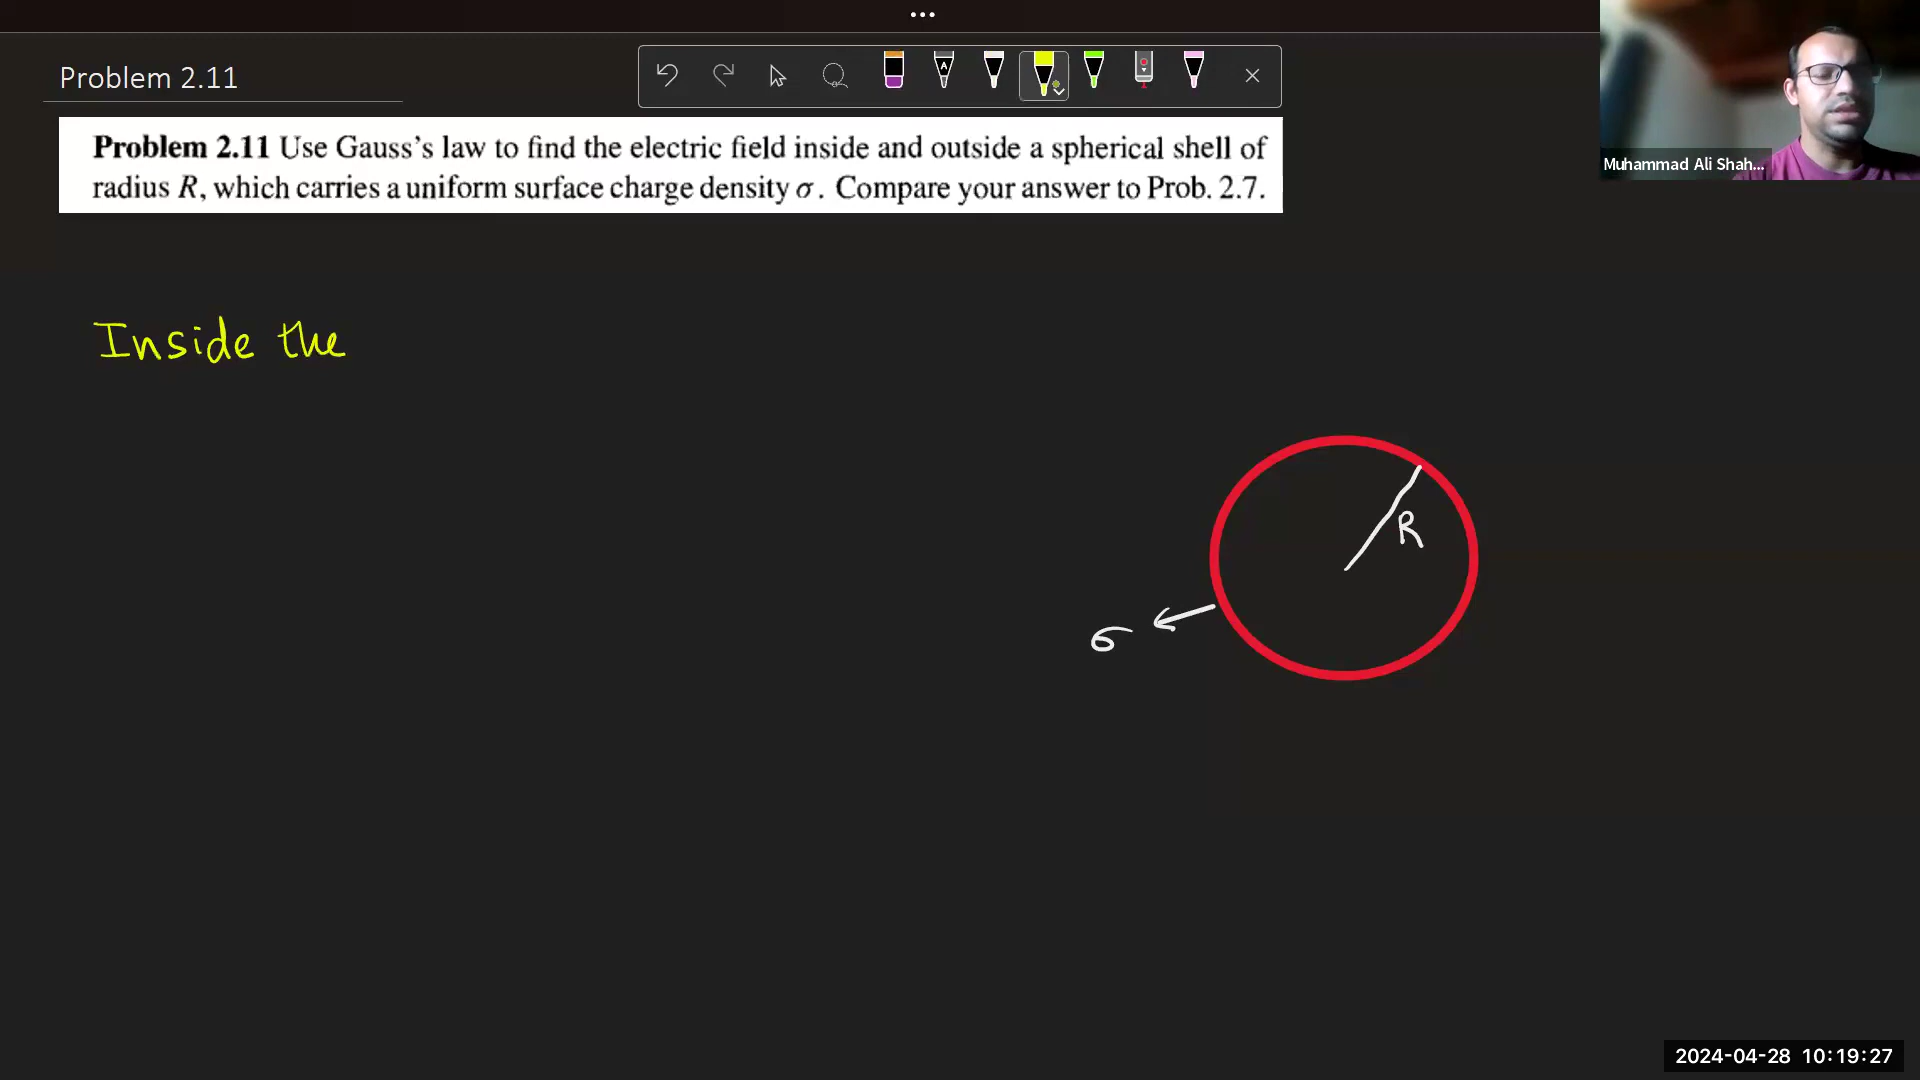 ...
Problem 2.11
Muhammad Ali Shah...
Problem 2.11 Use Gauss's law to find the electric field inside and outside a spherical shell of
radius R, which carries a uniform surface charge density σ. Compare your answer to Prob. 2.7.
Inside the
R
σ
2024-04-28 10:19:27